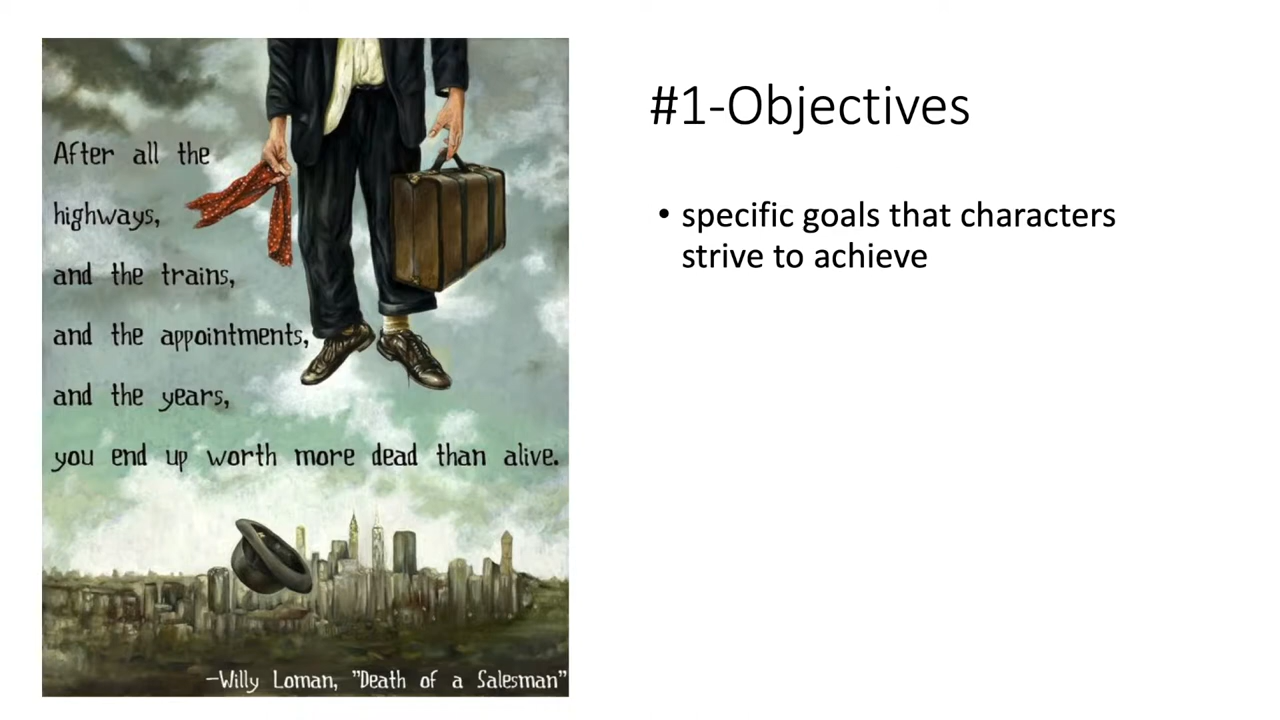 After all the
highways,
and the trains,
and the appointments,
and the years,
you end up worth more dead than alive.
—Willy Loman, "Death of a Salesman"
#1-Objectives
• specific goals that characters
strive to achieve